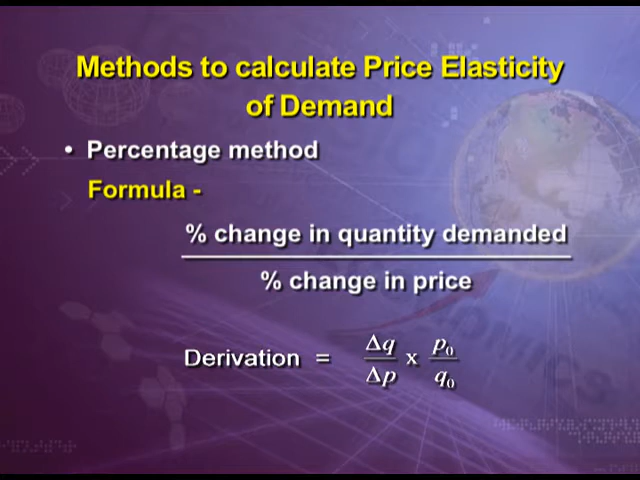 Methods to calculate Price Elasticity
of Demand
• Percentage method
Formula -
% change in quantity demanded
% change in price
Derivation = Δq/Δp x p₀/q₀